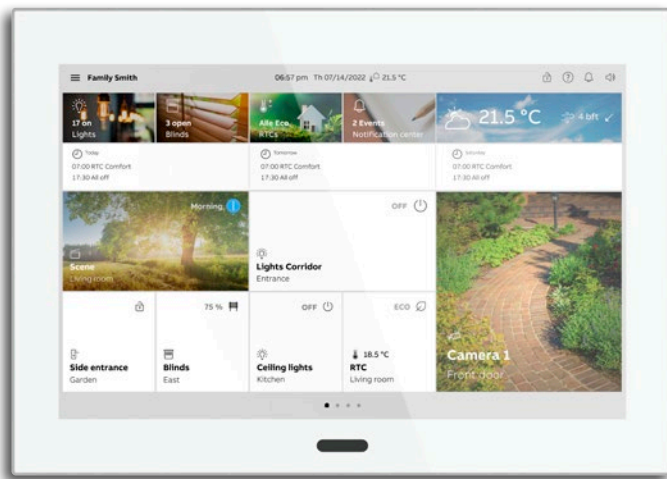 Family Smith
06:57 pm Th 07/14/2022 21.5 °C
17 on
Lights
3 open
Blinds
Alle Eco
RTCs
2 Events
Notification center
21.5 °C
4 bft
Today
07:00 RTC Comfort
17:30 All off
Tomorrow
07:00 RTC Comfort
17:30 All off
Saturday
07:00 RTC Comfort
17:30 All off
Morning,
Scene
Living room
OFF
Lights Corridor
Entrance
Side entrance
Garden
75 %
Blinds
East
OFF
Ceiling lights
Kitchen
ECO
18.5 °C
RTC
Living room
Camera 1
Front door